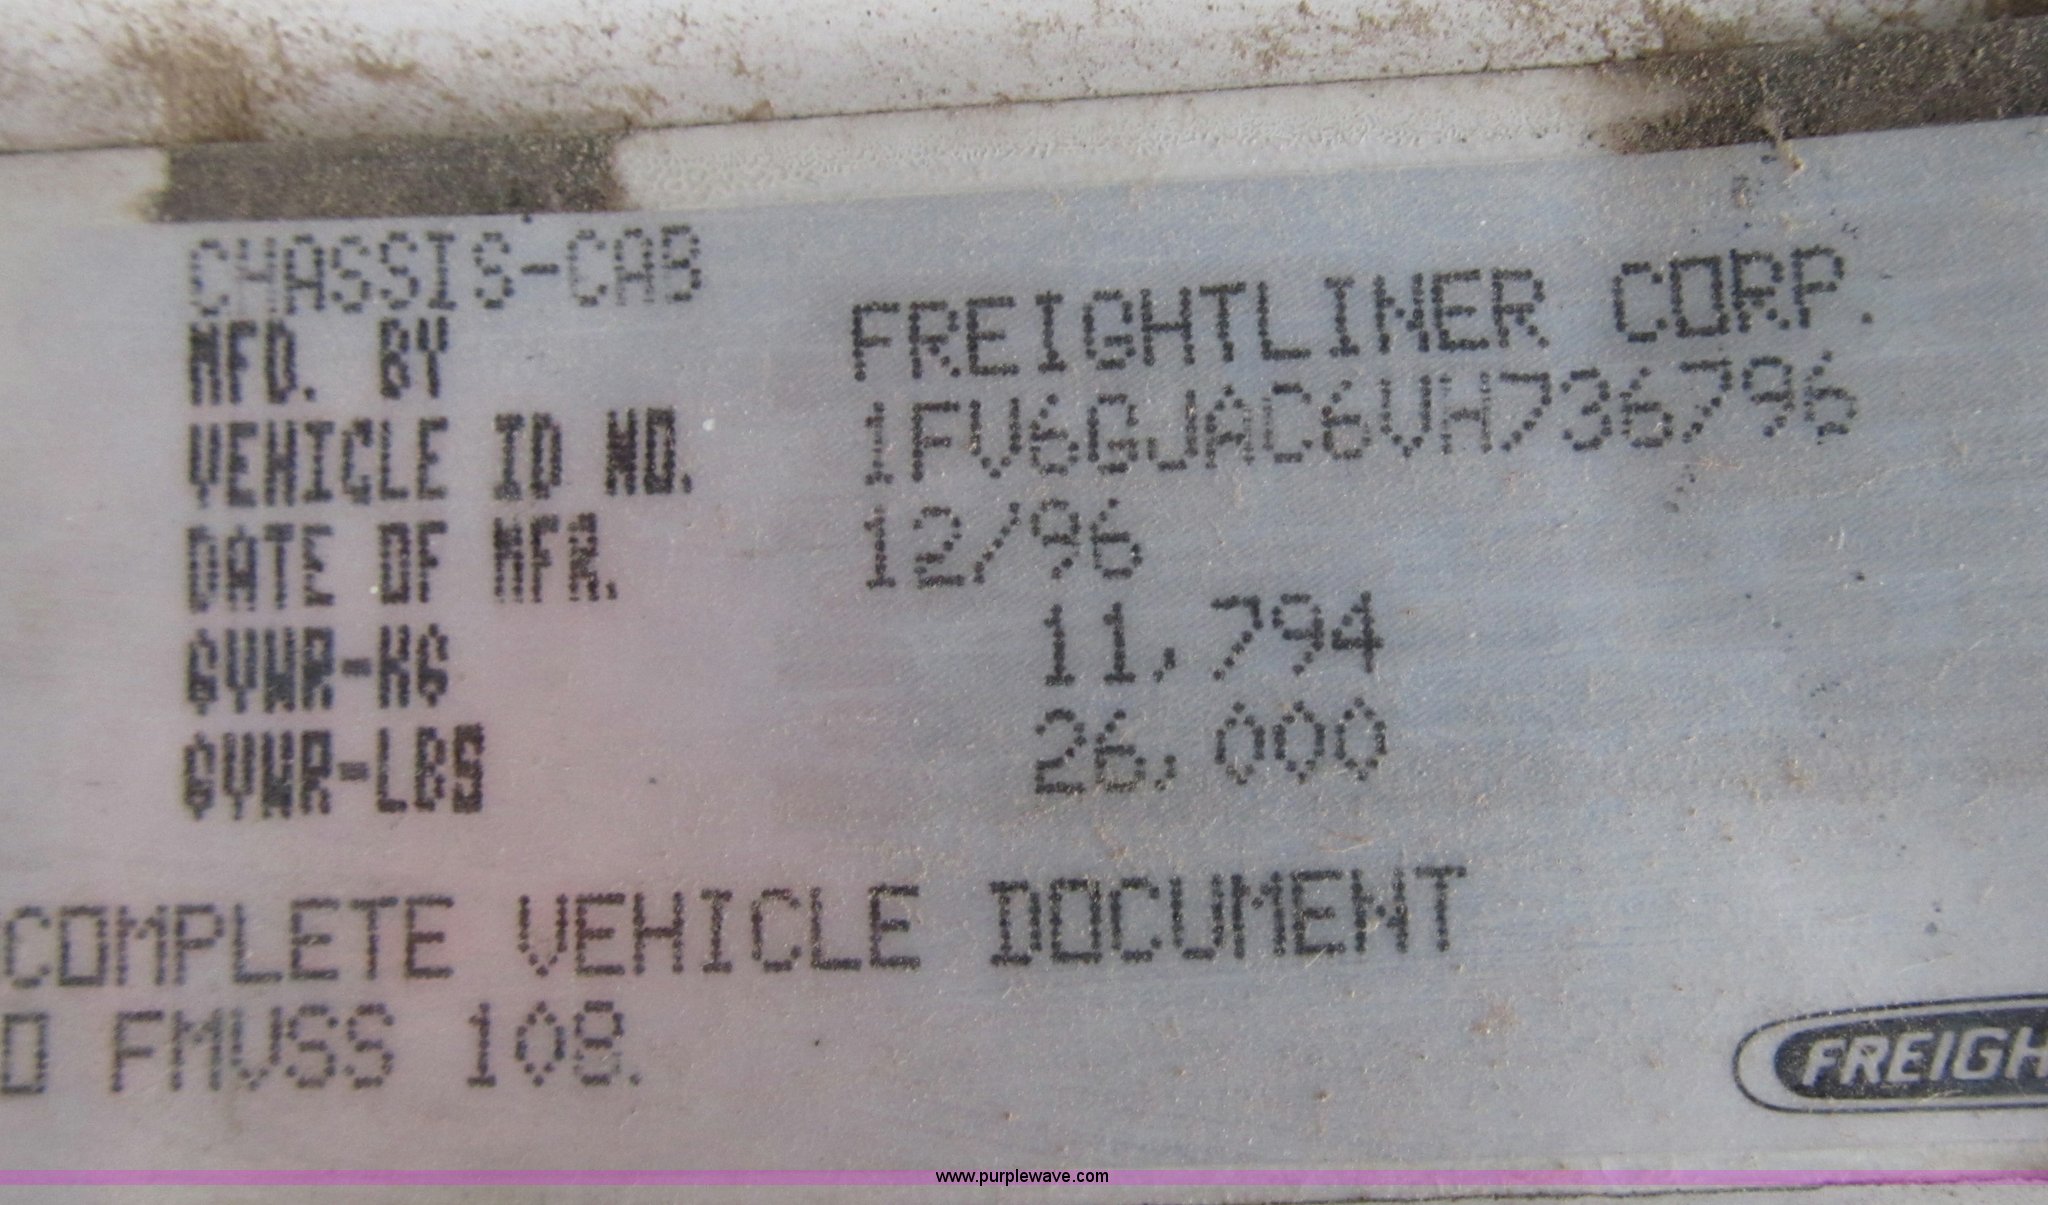 CHASSIS-CAB
MFD. BY FREIGHTLINER CORP.
VEHICLE ID NO. 1FV6GJAC6VH736796
DATE OF MFR. 12/96
GVWR-KG 11,794
GVWR-LBS 26,000
COMPLETE VEHICLE DOCUMENT
D FMVSS 108.
FREIGH
www.purplewave.com